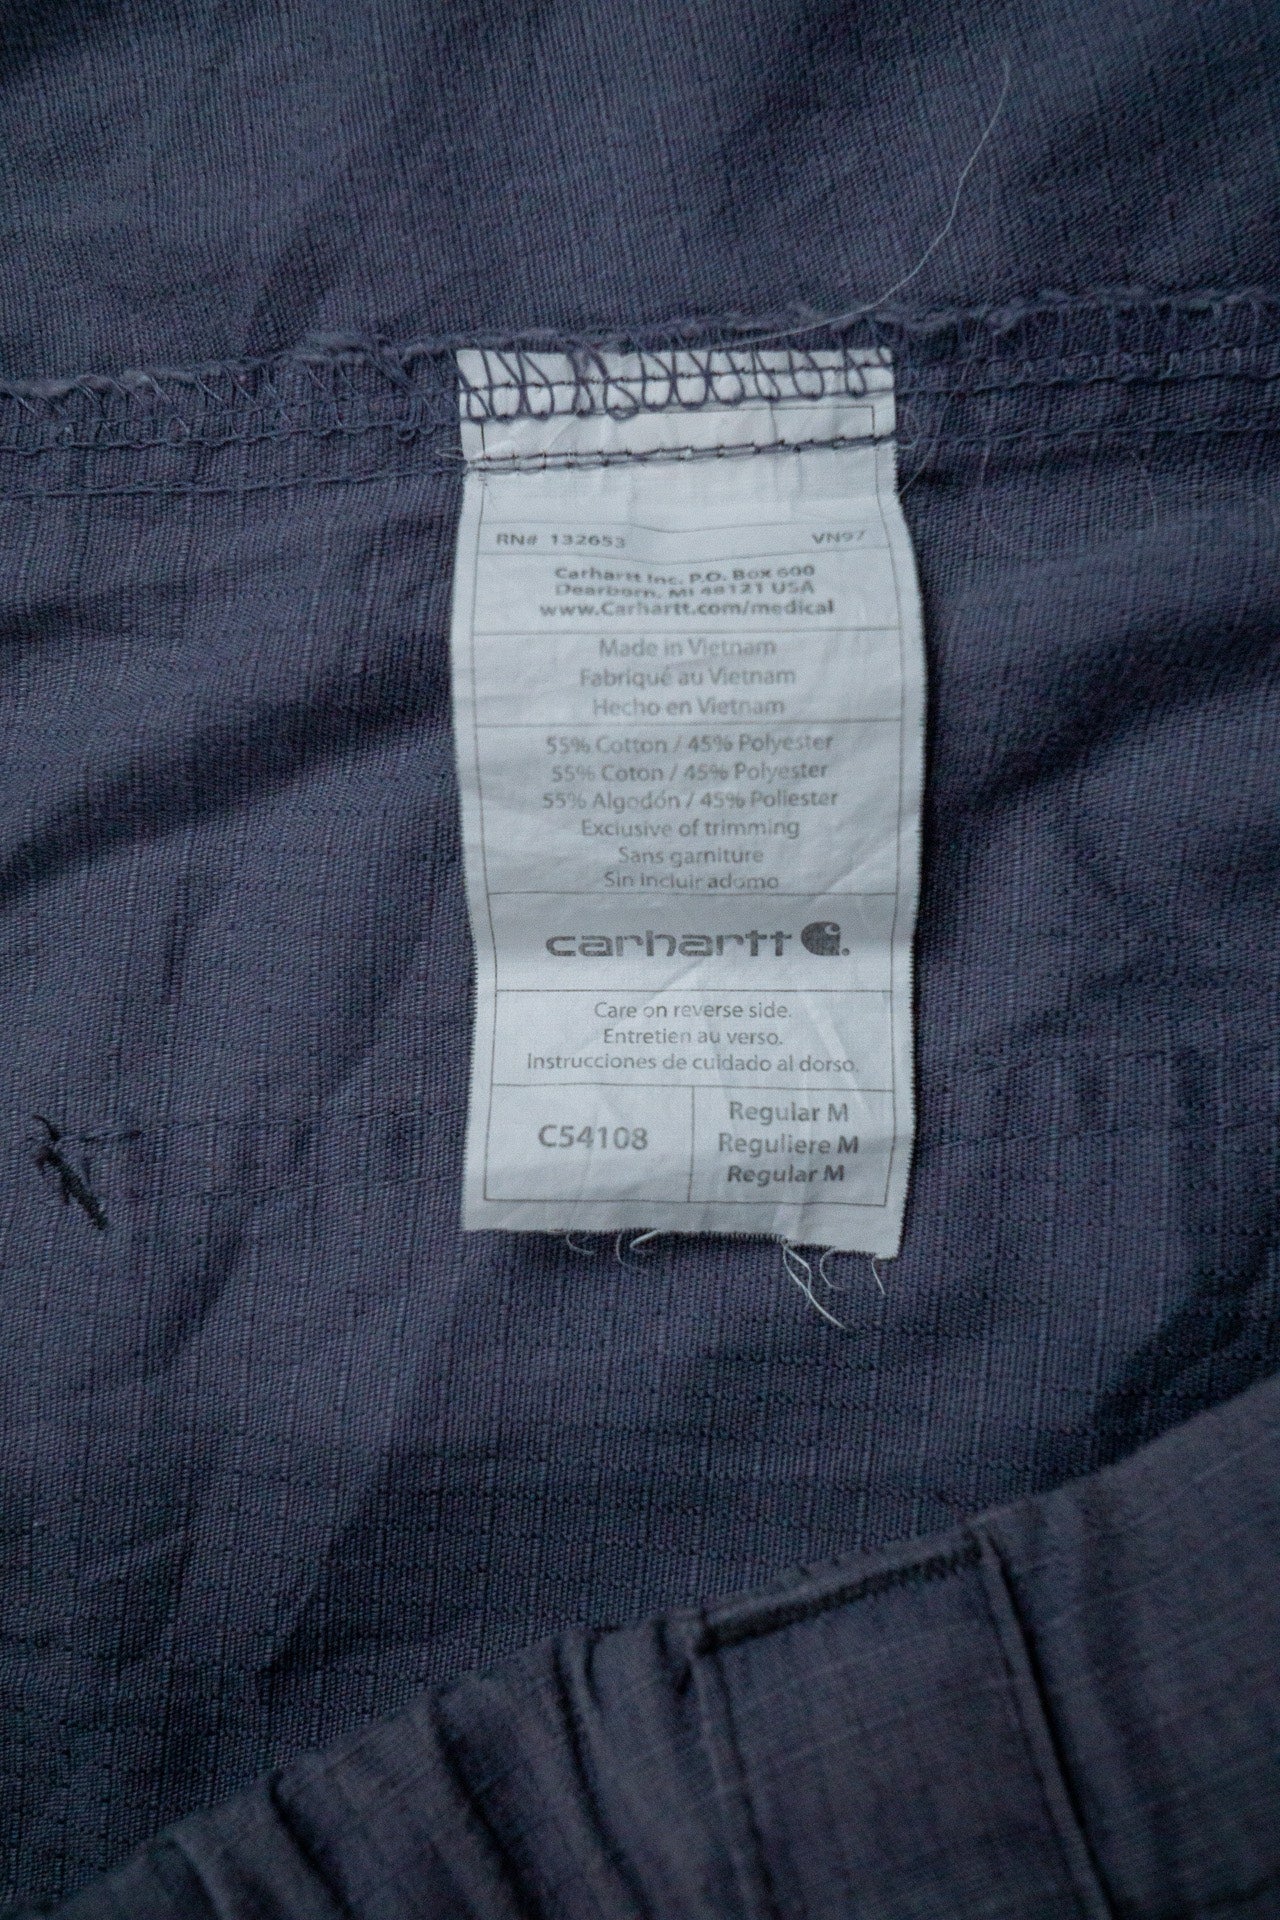 RN# 132653 VN97
Carhartt Inc. P.O. Box 600
Dearborn, MI 48121 USA
www.Carhartt.com/medical
Made in Vietnam
Fabriqué au Vietnam
Hecho en Vietnam
55% Cotton / 45% Polyester
55% Coton / 45% Polyester
55% Algodón / 45% Poliester
Exclusive of trimming
Sans garniture
Sin incluir adorno
carhartt
Care on reverse side.
Entretien au verso.
Instrucciones de cuidado al dorso.
C54108
Regular M
Reguliere M
Regular M